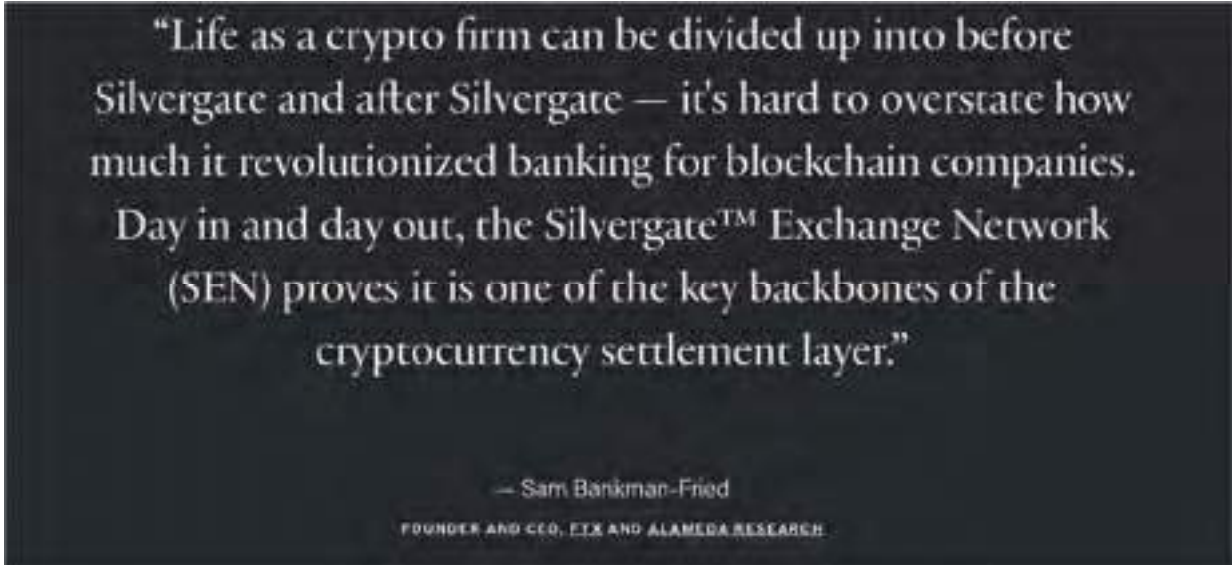 “Life as a crypto firm can be divided up into before
Silvergate and after Silvergate — it's hard to overstate how
much it revolutionized banking for blockchain companies.
Day in and day out, the Silvergate™ Exchange Network
(SEN) proves it is one of the key backbones of the
cryptocurrency settlement layer.”
— Sam Bankman-Fried
FOUNDER AND CEO, FTX AND ALAMEDA RESEARCH